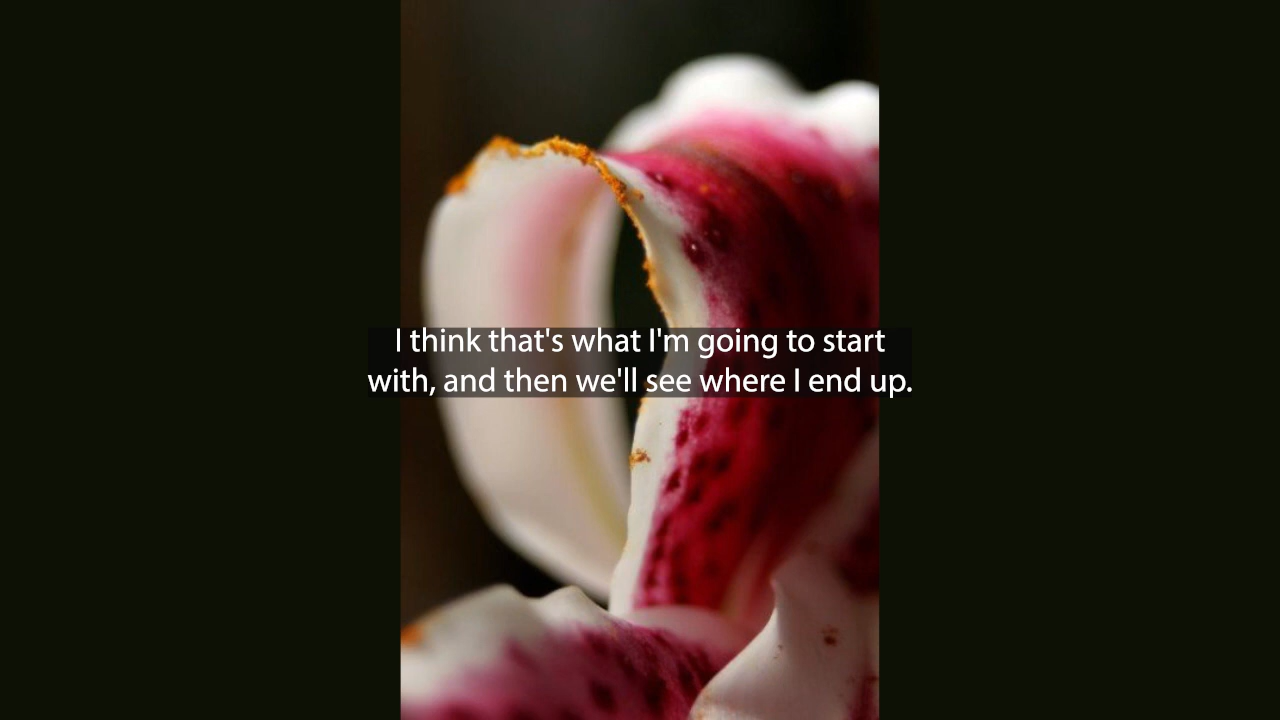 I think that's what I'm going to start
with, and then we'll see where I end up.